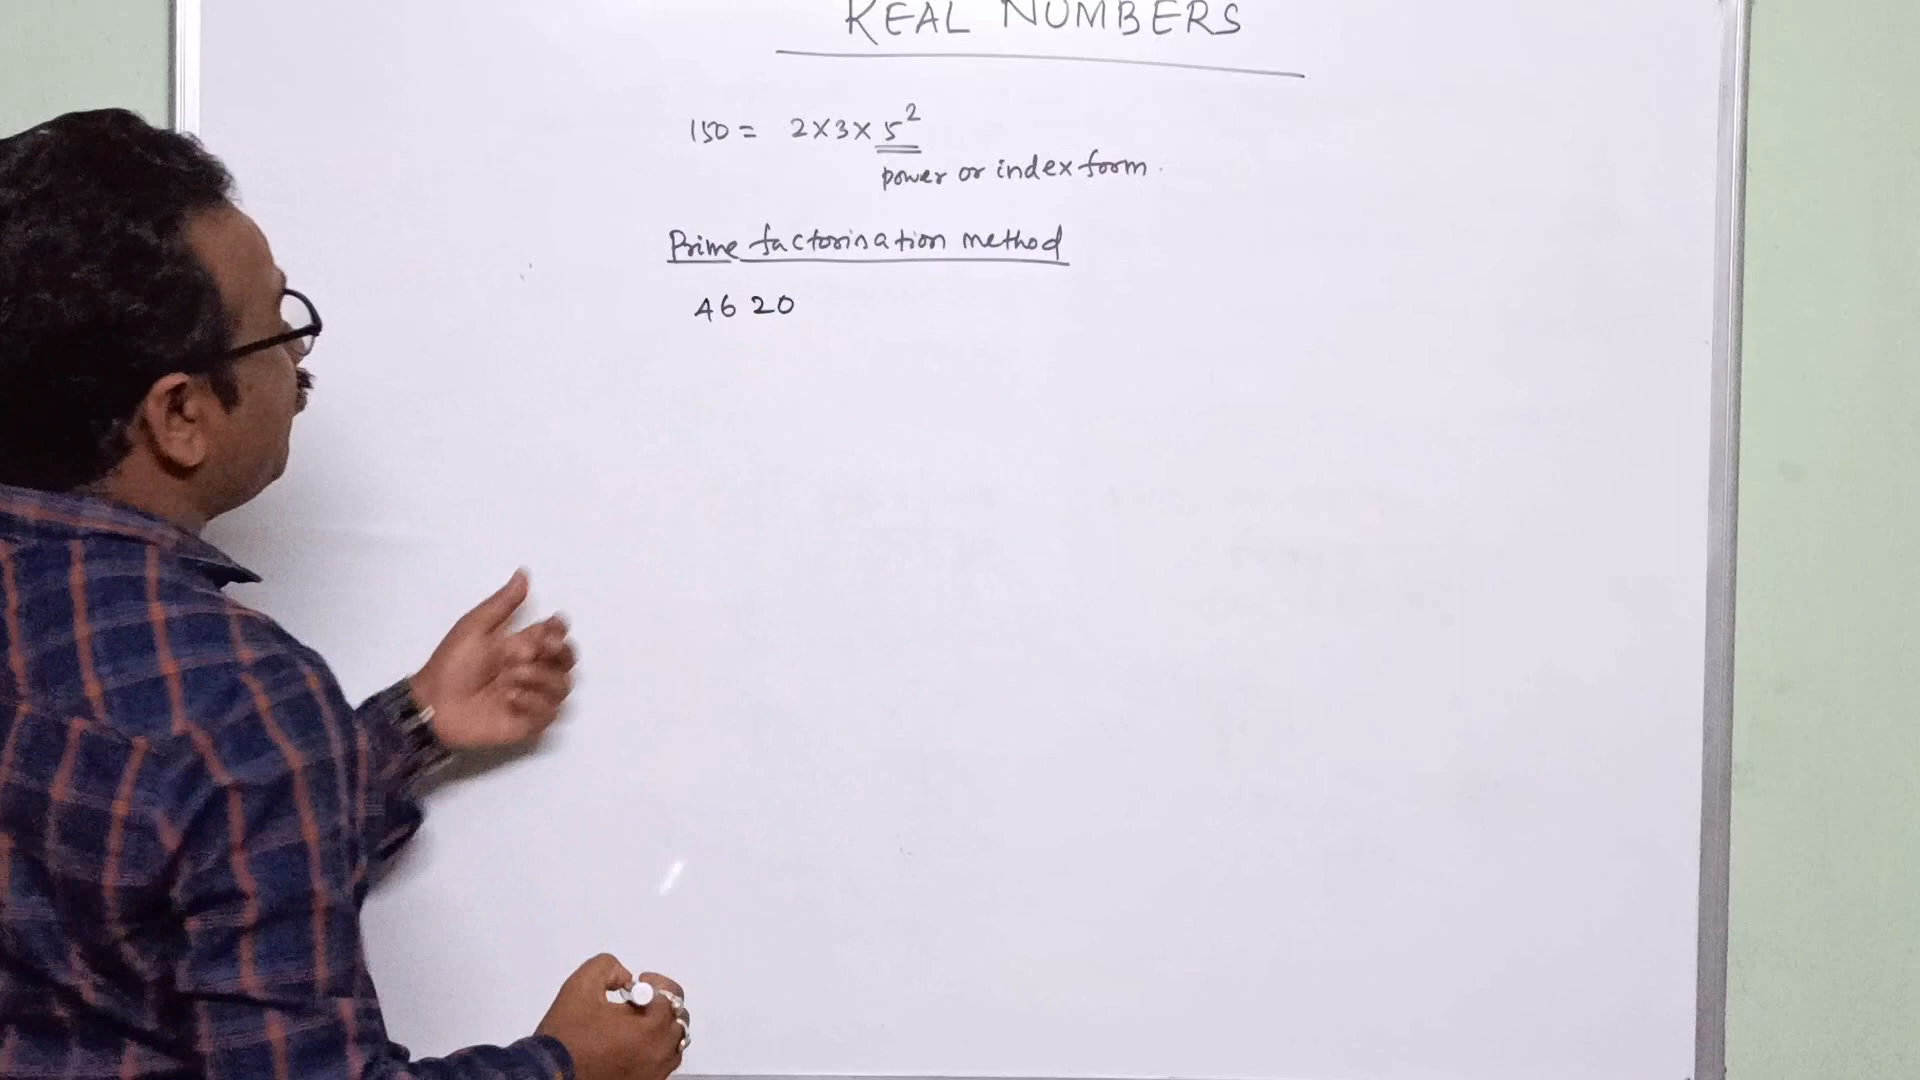 REAL NUMBERS
150 = 2×3×5²
power or index form.
Prime factorisation method
4620